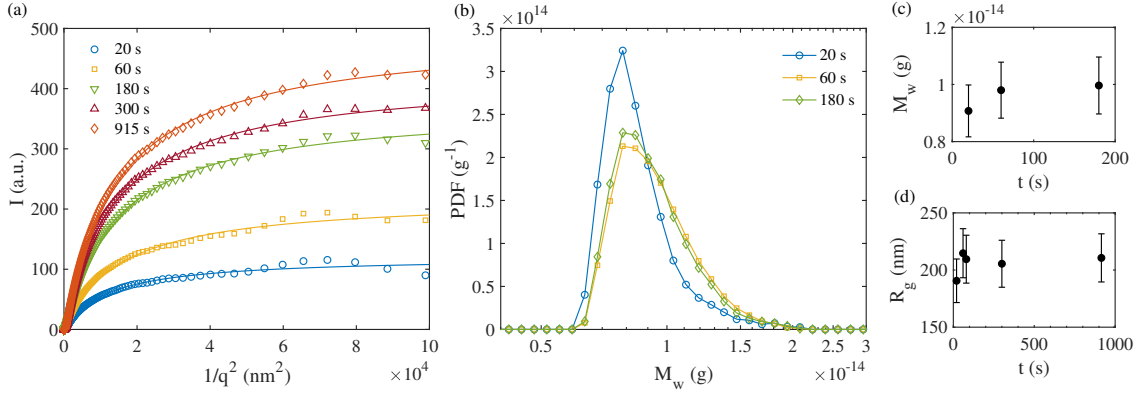 (a)
500
400
300
200
100
0
I (a.u.)
20 s
60 s
180 s
300 s
915 s
0 2 4 6 8 10
1/q² (nm²)
×10⁴
(b)
×10¹⁴
3.5
3
2.5
2
1.5
1
0.5
0
PDF (g⁻¹)
20 s
60 s
180 s
0.5 1 1.5 2 2.5 3
M_w (g)
×10⁻¹⁴
(c)
×10⁻¹⁴
1.2
1
0.8
M_w (g)
0 100 200
t (s)
(d)
250
200
150
R_g (nm)
0 500 1000
t (s)